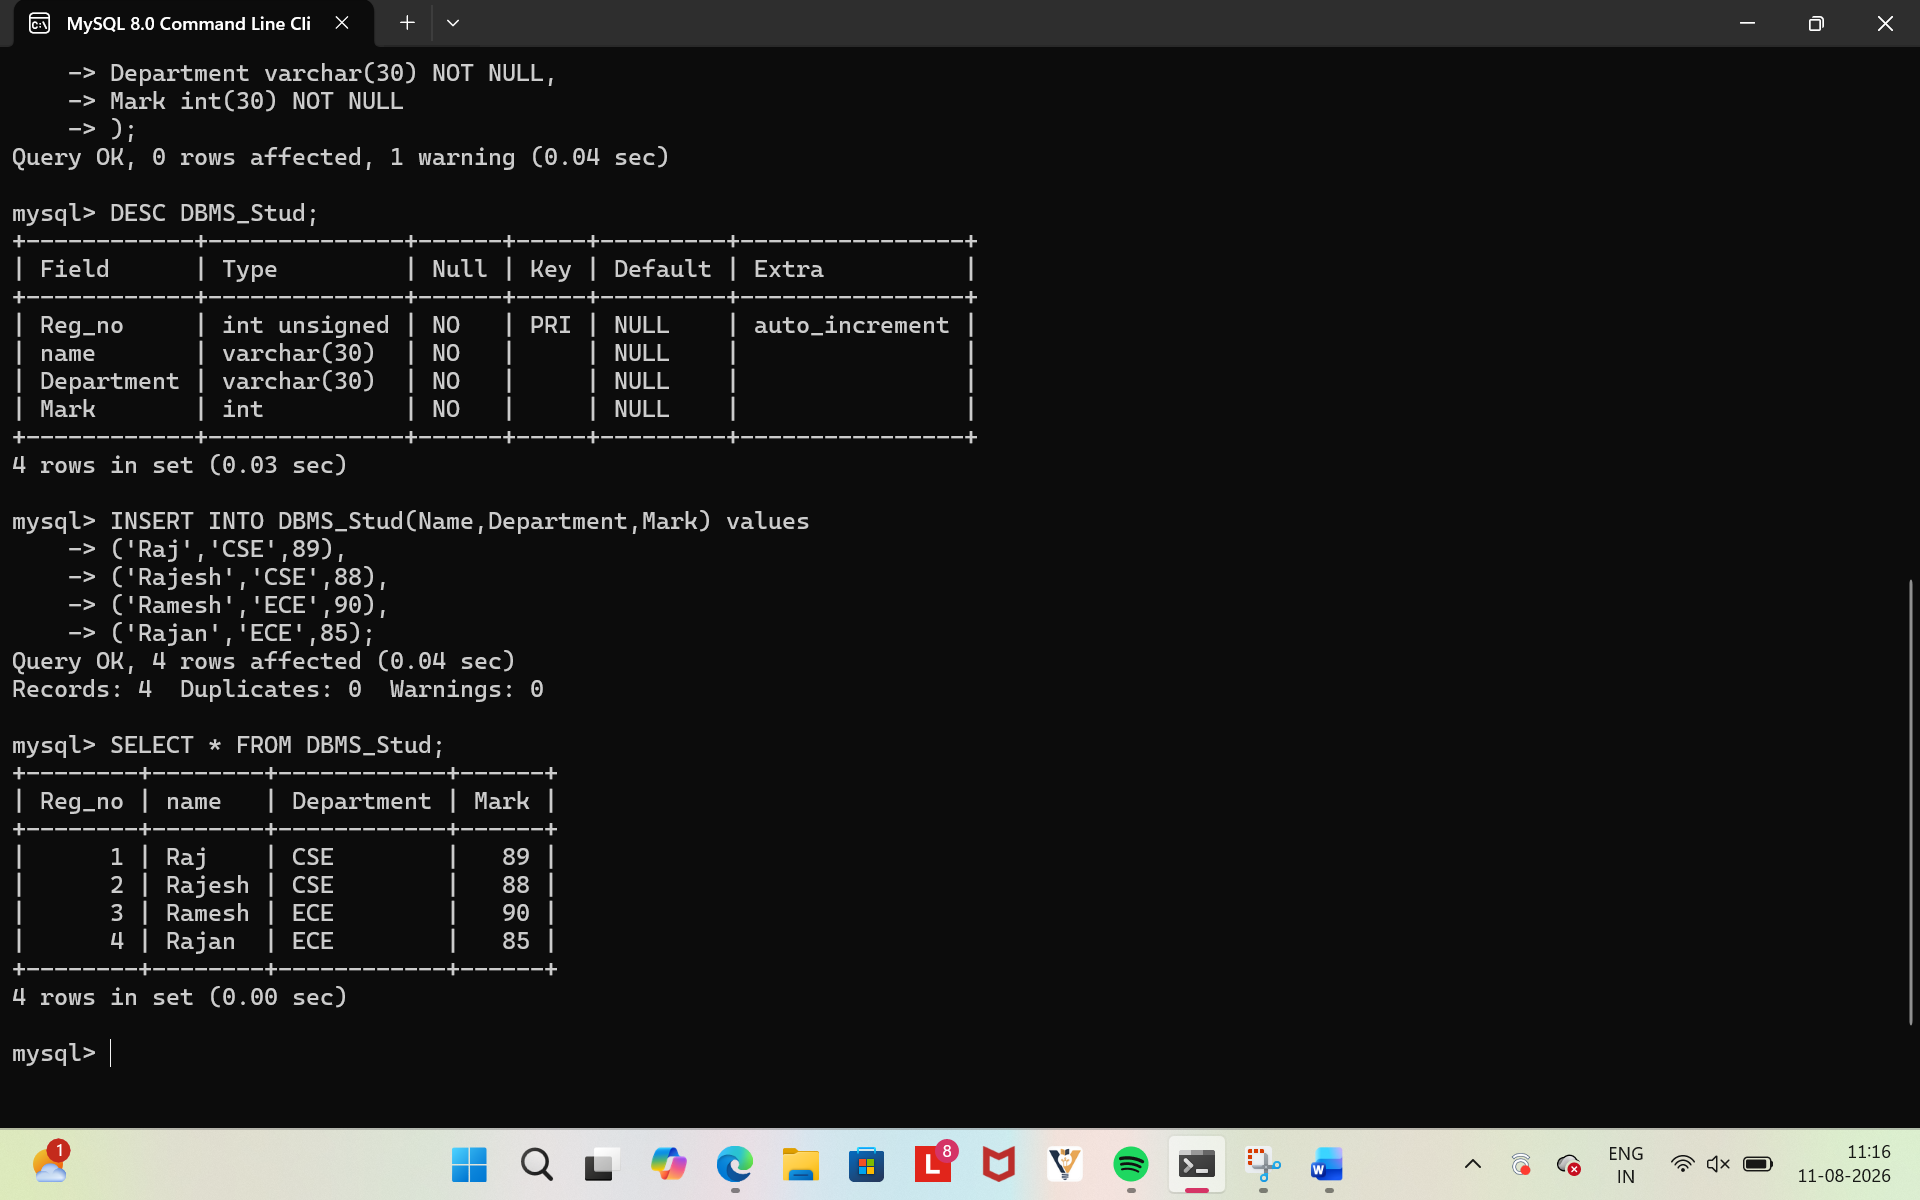 MySQL 8.0 Command Line Cli
    -> Department varchar(30) NOT NULL,
    -> Mark int(30) NOT NULL
    -> );
Query OK, 0 rows affected, 1 warning (0.04 sec)

mysql> DESC DBMS_Stud;
+------------+--------------+------+-----+---------+----------------+
| Field      | Type         | Null | Key | Default | Extra          |
+------------+--------------+------+-----+---------+----------------+
| Reg_no     | int unsigned | NO   | PRI | NULL    | auto_increment |
| name       | varchar(30)  | NO   |     | NULL    |                |
| Department | varchar(30)  | NO   |     | NULL    |                |
| Mark       | int          | NO   |     | NULL    |                |
+------------+--------------+------+-----+---------+----------------+
4 rows in set (0.03 sec)

mysql> INSERT INTO DBMS_Stud(Name,Department,Mark) values
    -> ('Raj','CSE',89),
    -> ('Rajesh','CSE',88),
    -> ('Ramesh','ECE',90),
    -> ('Rajan','ECE',85);
Query OK, 4 rows affected (0.04 sec)
Records: 4  Duplicates: 0  Warnings: 0

mysql> SELECT * FROM DBMS_Stud;
+--------+--------+------------+------+
| Reg_no | name   | Department | Mark |
+--------+--------+------------+------+
|      1 | Raj    | CSE        |   89 |
|      2 | Rajesh | CSE        |   88 |
|      3 | Ramesh | ECE        |   90 |
|      4 | Rajan  | ECE        |   85 |
+--------+--------+------------+------+
4 rows in set (0.00 sec)

mysql>
1
L
8
W
ENG
IN
11:16
11-08-2026